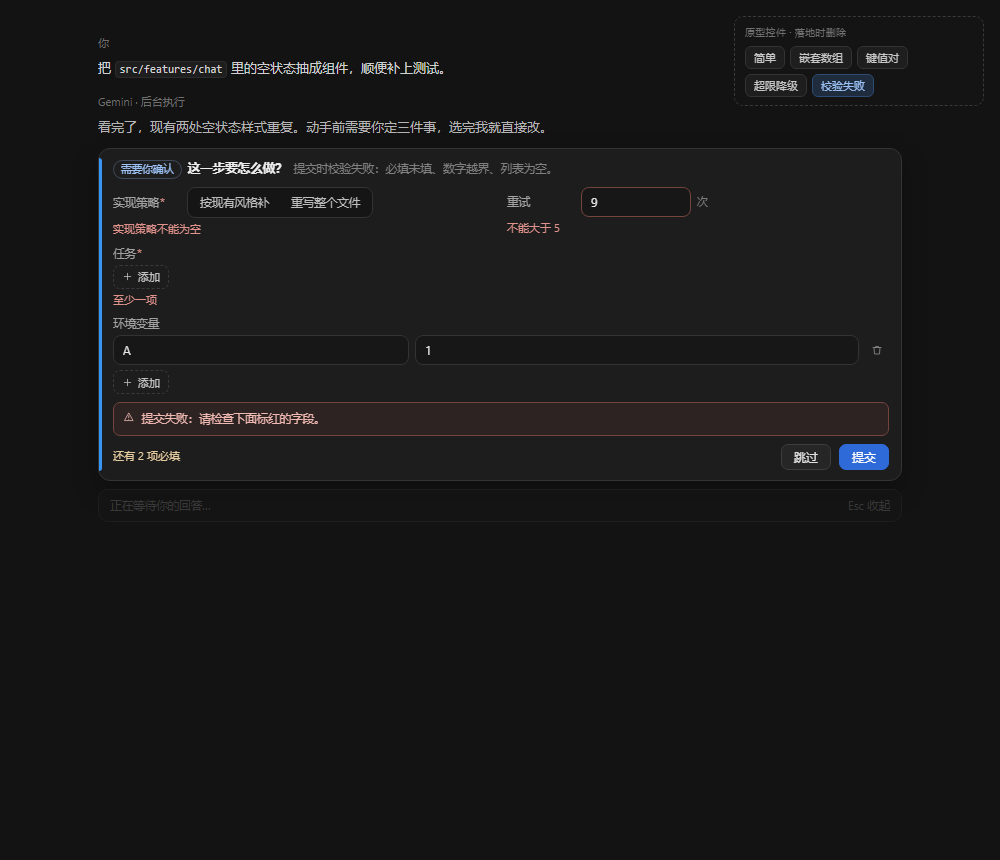 原型控件 · 落地时删除
简单 嵌套数组 键值对
超限降级 校验失败
你
把 src/features/chat 里的空状态抽成组件，顺便补上测试。
Gemini · 后台执行
看完了，现有两处空状态样式重复。动手前需要你定三件事，选完我就直接改。
需要你确认 这一步要怎么做？ 提交时校验失败：必填未填、数字越界、列表为空。
实现策略* 按现有风格补 重写整个文件 重试 9 次
实现策略不能为空 不能大于 5
任务*
+ 添加
至少一项
环境变量
A 1
+ 添加
提交失败：请检查下面标红的字段。
还有 2 项必填 跳过 提交
正在等待你的回答... Esc 收起